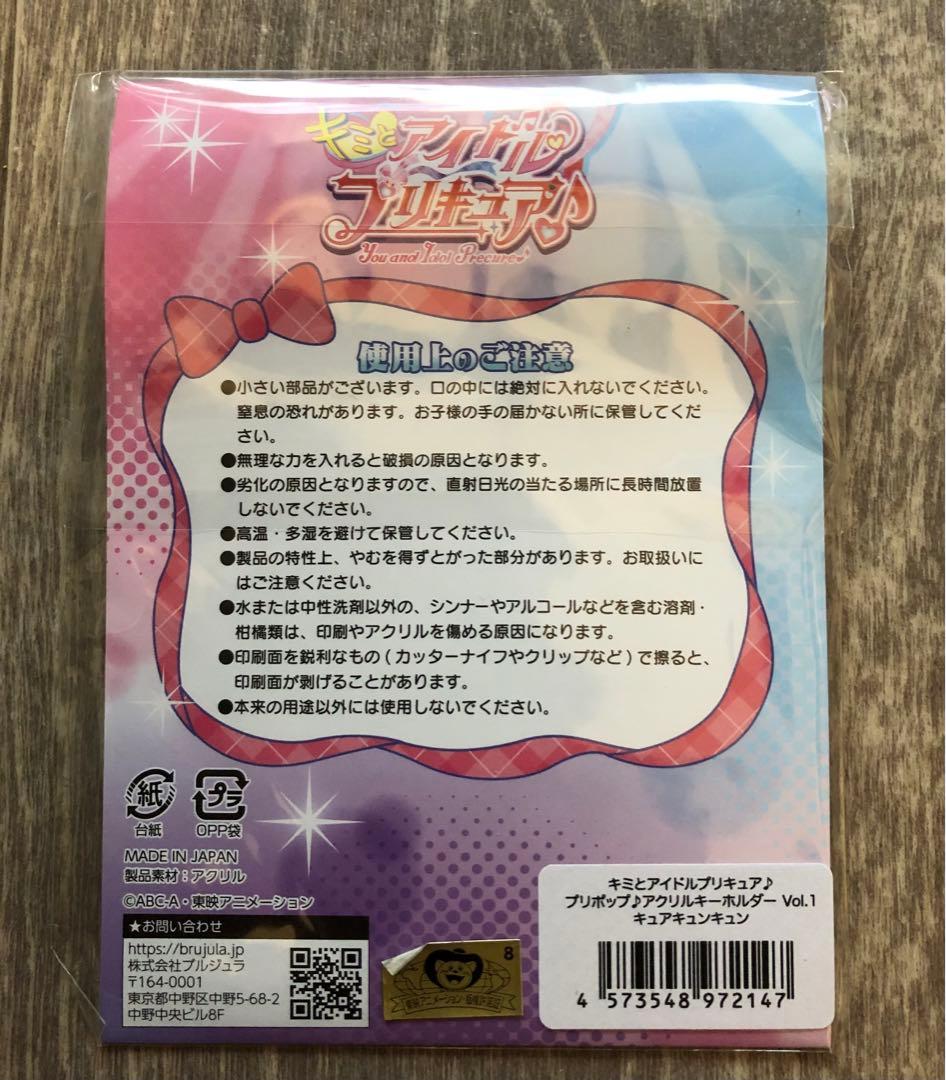 キミとアイドル
プリキュア♪
You and Idol Precure♪
使用上のご注意
●小さい部品がございます。口の中には絶対に入れないでください。
窒息の恐れがあります。お子様の手の届かない所に保管してくだ
さい。
●無理な力を入れると破損の原因となります。
●劣化の原因となりますので、直射日光の当たる場所に長時間放置
しないでください。
●高温・多湿を避けて保管してください。
●製品の特性上、やむを得ずとがった部分があります。お取扱いに
はご注意ください。
●水または中性洗剤以外の、シンナーやアルコールなどを含む溶剤・
柑橘類は、印刷やアクリルを傷める原因になります。
●印刷面を鋭利なもの(カッターナイフやクリップなど)で擦ると、
印刷面が剥げることがあります。
●本来の用途以外には使用しないでください。
紙
台紙
プラ
OPP袋
MADE IN JAPAN
製品素材：アクリル
©ABC-A・東映アニメーション
★お問い合わせ
https://brujula.jp
株式会社ブルジュラ
〒164-0001
東京都中野区中野5-68-2
中野中央ビル8F
8
東映アニメーション・版権許諾証
キミとアイドルプリキュア♪
プリポップ♪アクリルキーホルダー Vol.1
キュアキュンキュン
4 573548 972147